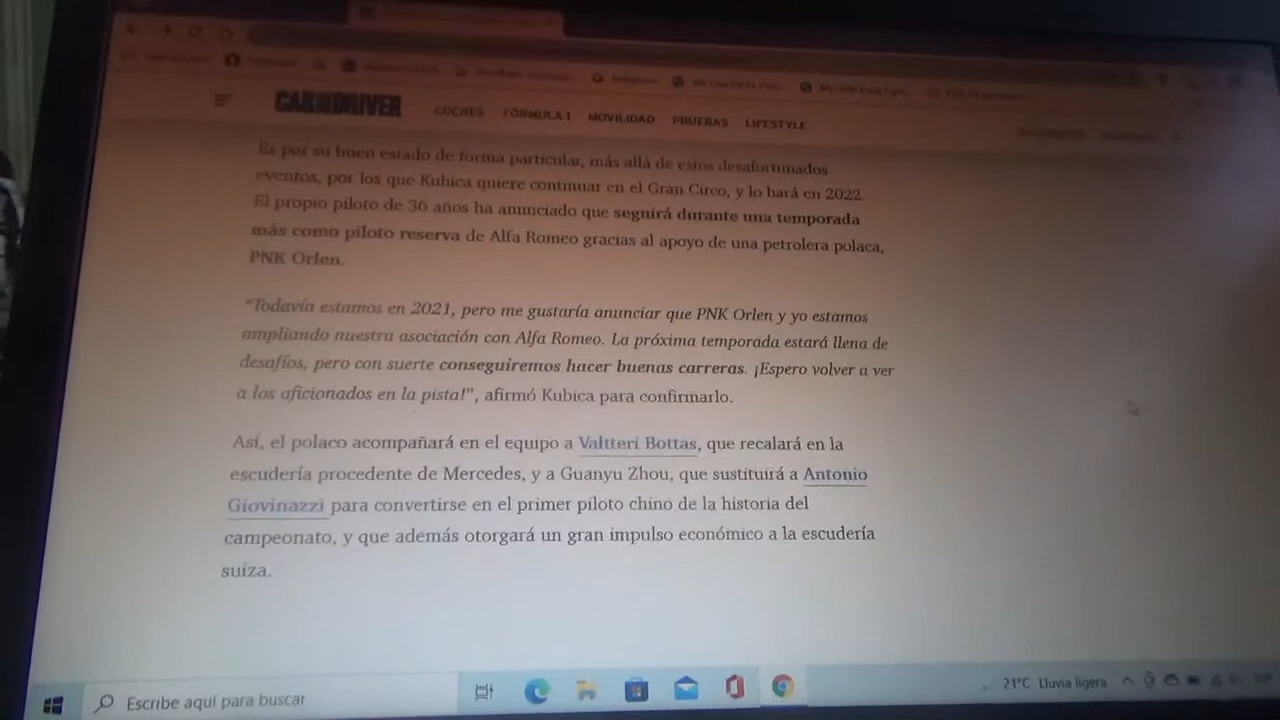 CAR AND DRIVER COCHES FÓRMULA 1 MOVILIDAD PRUEBAS LIFESTYLE
Es por su buen estado de forma particular, más allá de estos desafortunados
eventos, por los que Kubica quiere continuar en el Gran Circo, y lo hará en 2022.
El propio piloto de 36 años ha anunciado que seguirá durante una temporada
más como piloto reserva de Alfa Romeo gracias al apoyo de una petrolera polaca,
PNK Orlen.
“Todavía estamos en 2021, pero me gustaría anunciar que PNK Orlen y yo estamos
ampliando nuestra asociación con Alfa Romeo. La próxima temporada estará llena de
desafíos, pero con suerte conseguiremos hacer buenas carreras. ¡Espero volver a ver
a los aficionados en la pista!”, afirmó Kubica para confirmarlo.
Así, el polaco acompañará en el equipo a Valtteri Bottas, que recalará en la
escudería procedente de Mercedes, y a Guanyu Zhou, que sustituirá a Antonio
Giovinazzi para convertirse en el primer piloto chino de la historia del
campeonato, y que además otorgará un gran impulso económico a la escudería
suiza.
Escribe aquí para buscar
21°C Lluvia ligera